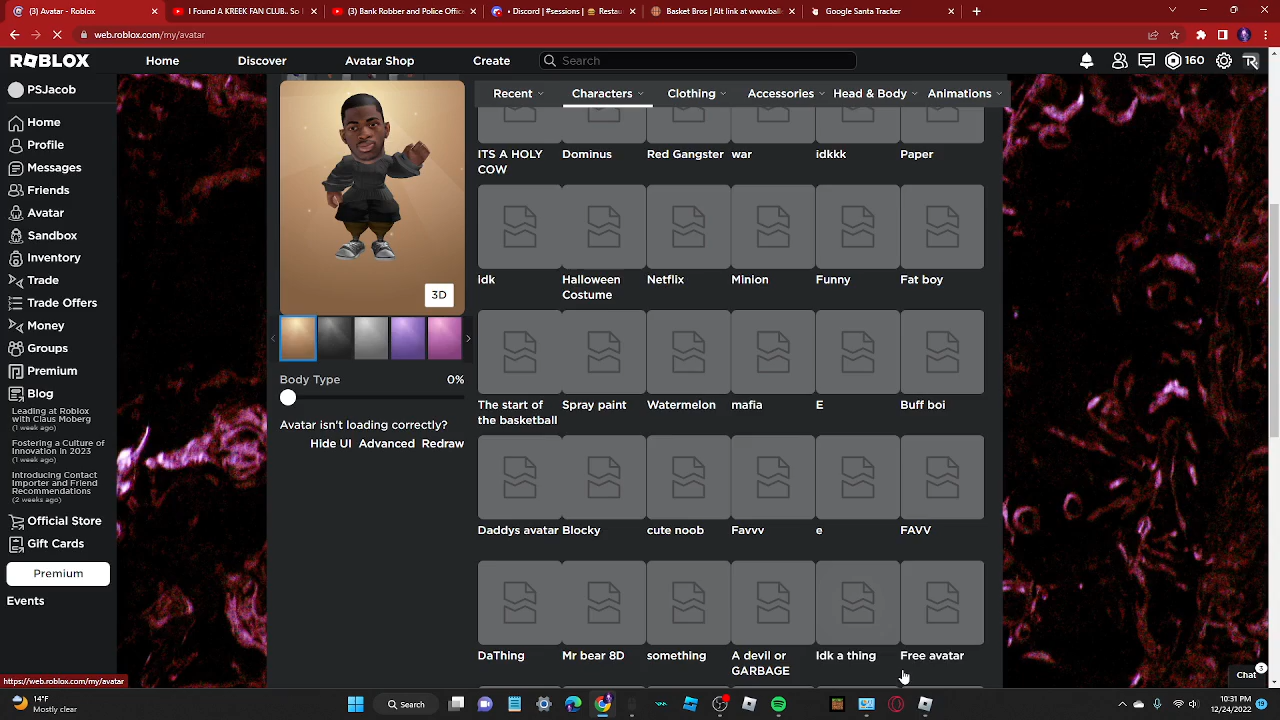 (3) Avatar - Roblox
I Found A KREEK FAN CLUB.. So I
(3) Bank Robber and Police Offic
• Discord | #sessions | 🍔 Restau
Basket Bros (Alt link at www.ball
Google Santa Tracker
web.roblox.com/my/avatar
ROBLOX
Home
Discover
Avatar Shop
Create
Search
160
PSJacob
Home
Profile
Messages
Friends
Avatar
Sandbox
Inventory
Trade
Trade Offers
Money
Groups
Premium
Blog
Leading at Roblox
with Claus Moberg
(1 week ago)
Fostering a Culture of
Innovation in 2023
(1 week ago)
Introducing Contact
Importer and Friend
Recommendations
(2 weeks ago)
Official Store
Gift Cards
Premium
Events
3D
Body Type
0%
Avatar isn't loading correctly?
Hide UI Advanced Redraw
Recent
Characters
Clothing
Accessories
Head & Body
Animations
ITS A HOLY
COW
Dominus
Red Gangster
war
idkkk
Paper
Idk
Halloween
Costume
Netflix
Minion
Funny
Fat boy
The start of
the basketball
Spray paint
Watermelon
mafia
E
Buff boi
Daddys avatar
Blocky
cute noob
Favvv
e
FAVV
DaThing
Mr bear 8D
something
A devil or
GARBAGE
Idk a thing
Free avatar
Chat
3
https://web.roblox.com/my/avatar
14°F
Mostly clear
Search
10:31 PM
12/24/2022